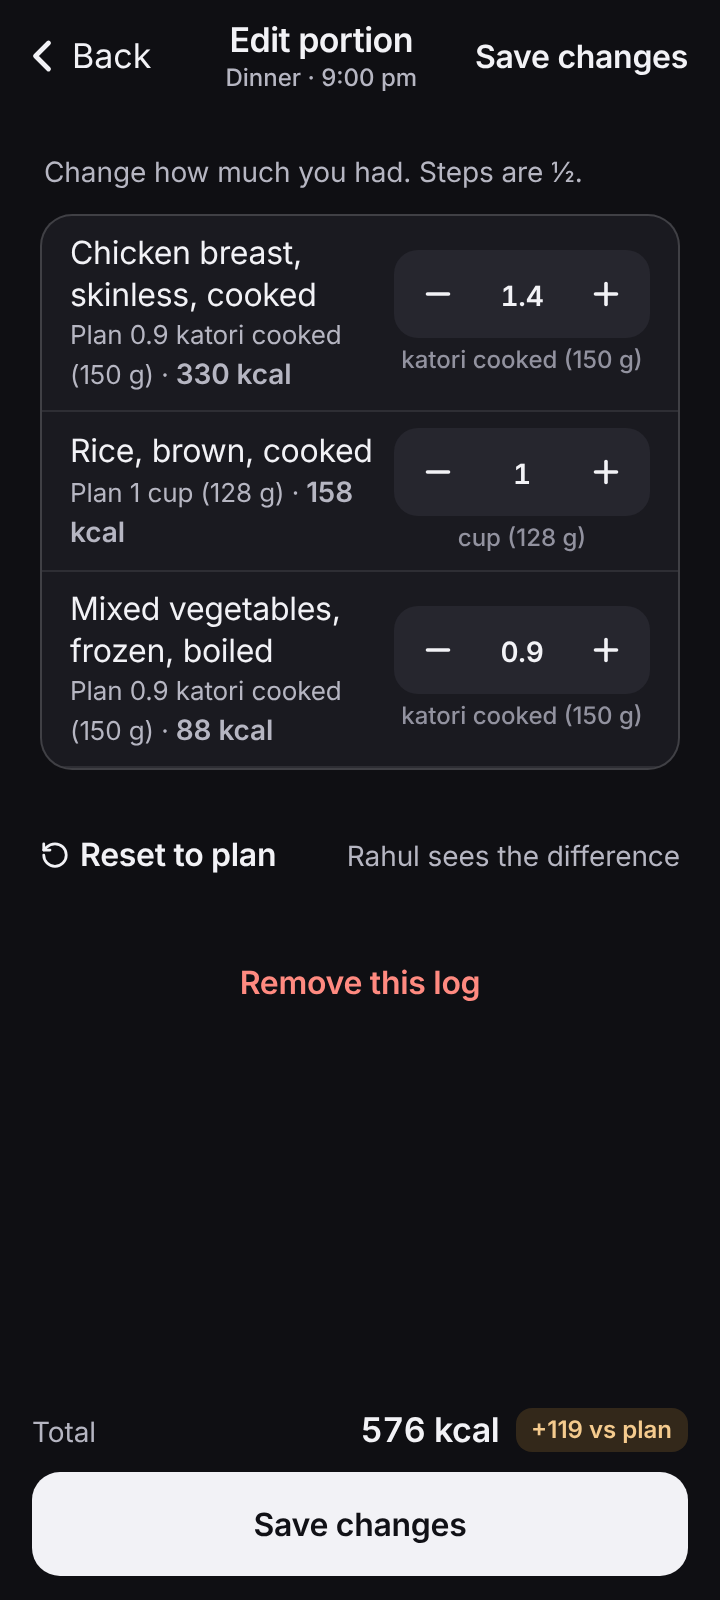 Back
Edit portion
Dinner · 9:00 pm
Save changes
Change how much you had. Steps are ½.
Chicken breast,
skinless, cooked
Plan 0.9 katori cooked
(150 g) · 330 kcal
1.4
katori cooked (150 g)
Rice, brown, cooked
Plan 1 cup (128 g) · 158
kcal
1
cup (128 g)
Mixed vegetables,
frozen, boiled
Plan 0.9 katori cooked
(150 g) · 88 kcal
0.9
katori cooked (150 g)
Reset to plan
Rahul sees the difference
Remove this log
Total
576 kcal
+119 vs plan
Save changes